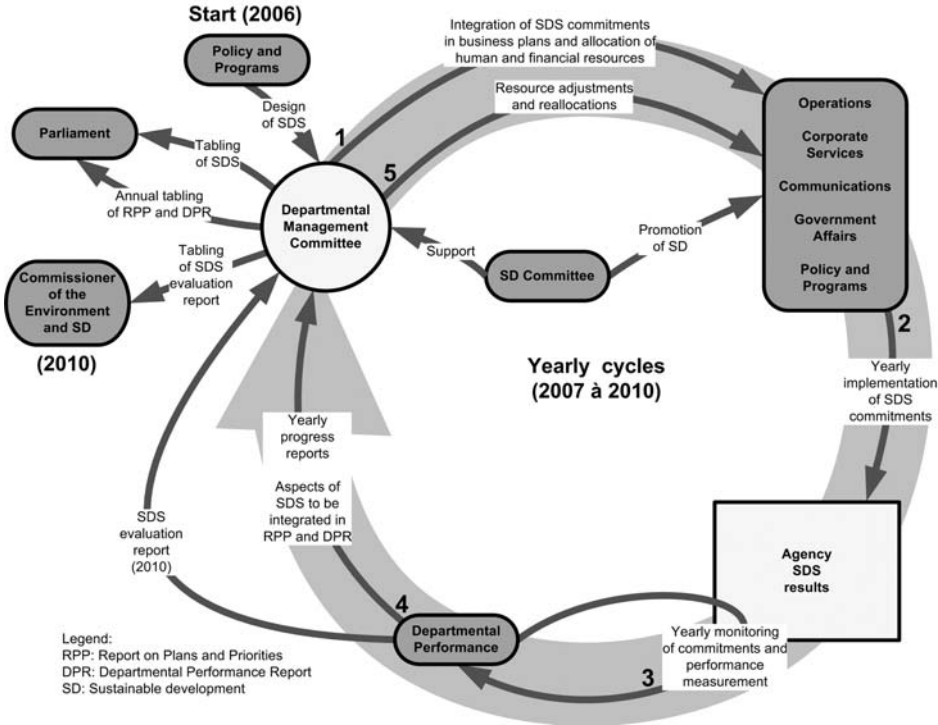 Start (2006)
Policy and
Programs
Design
of SDS
Parliament
Tabling
of SDS
Annual tabling
of RPP and DPR
Tabling
of SDS
evaluation
report
Commissioner
of the
Environment
and SD
(2010)
Departmental
Management
Committee
1
5
Integration of SDS commitments
in business plans and allocation of
human and financial resources
Resource adjustments
and reallocations
Operations
Corporate
Services
Communications
Government
Affairs
Policy and
Programs
Support
SD Committee
Promotion
of SD
2
Yearly
implementation
of SDS
commitments
Yearly cycles
(2007 à 2010)
Agency
SDS
results
Yearly monitoring
of commitments and
performance
measurement
3
Departmental
Performance
4
Yearly
progress
reports
Aspects of
SDS to be
integrated in
RPP and DPR
SDS
evaluation
report
(2010)
Legend:
RPP: Report on Plans and Priorities
DPR: Departmental Performance Report
SD: Sustainable development